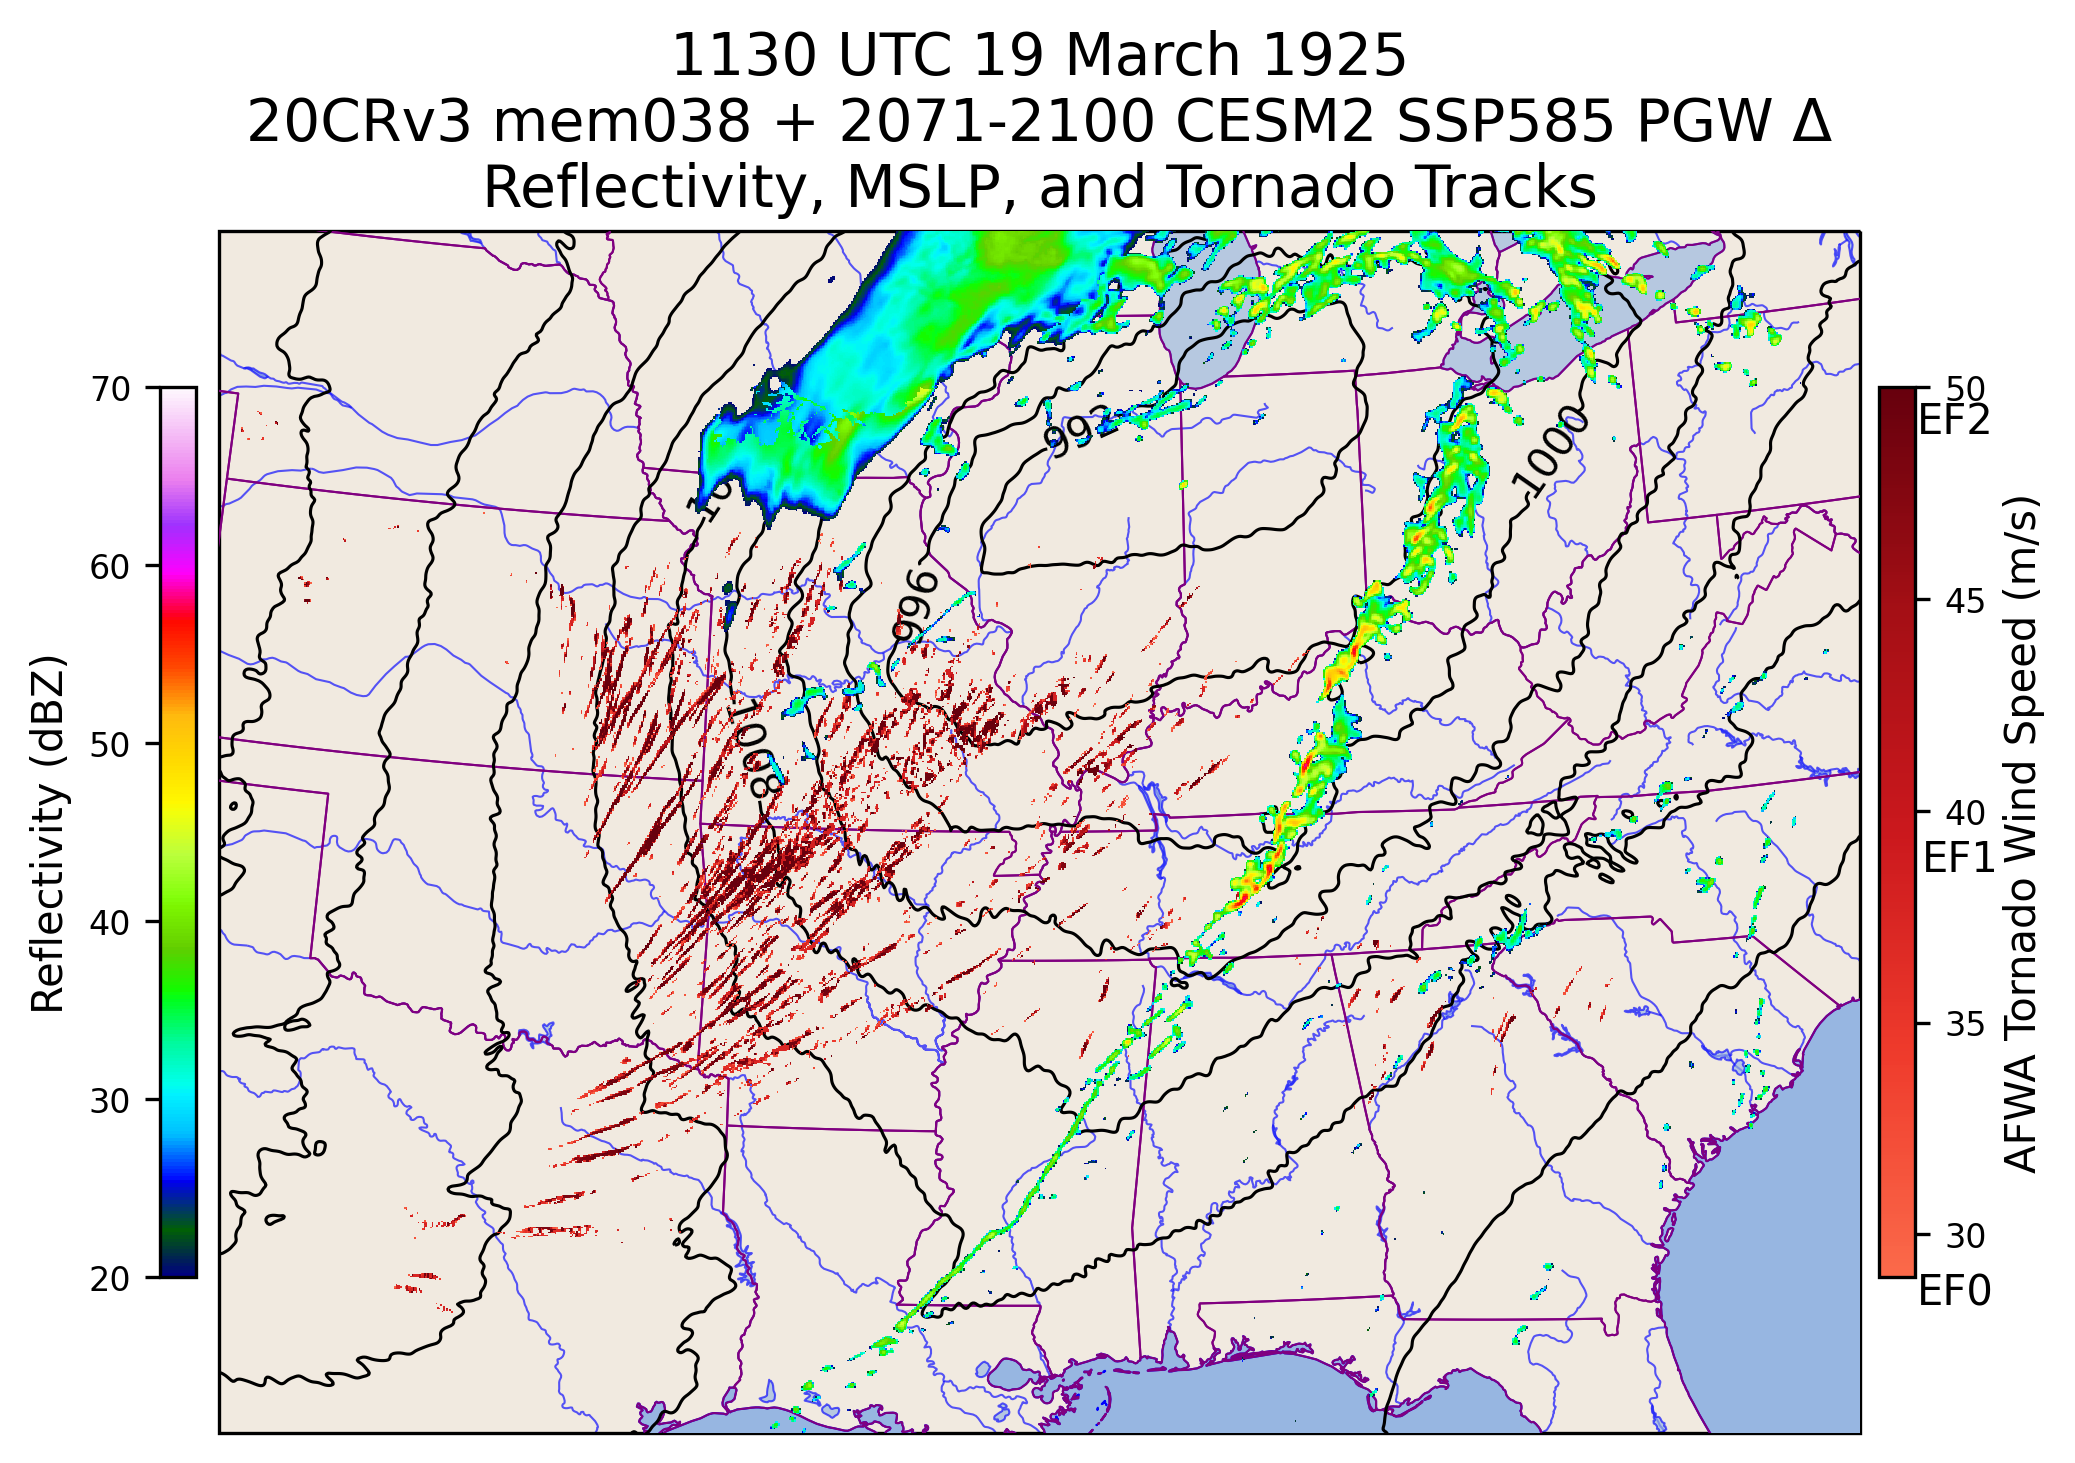 1130 UTC 19 March 1925
20CRv3 mem038 + 2071-2100 CESM2 SSP585 PGW Δ
Reflectivity, MSLP, and Tornado Tracks
Reflectivity (dBZ)
70
60
50
40
30
20
992
1000
996
1008
50
EF2
45
40
EF1
35
30
EF0
AFWA Tornado Wind Speed (m/s)